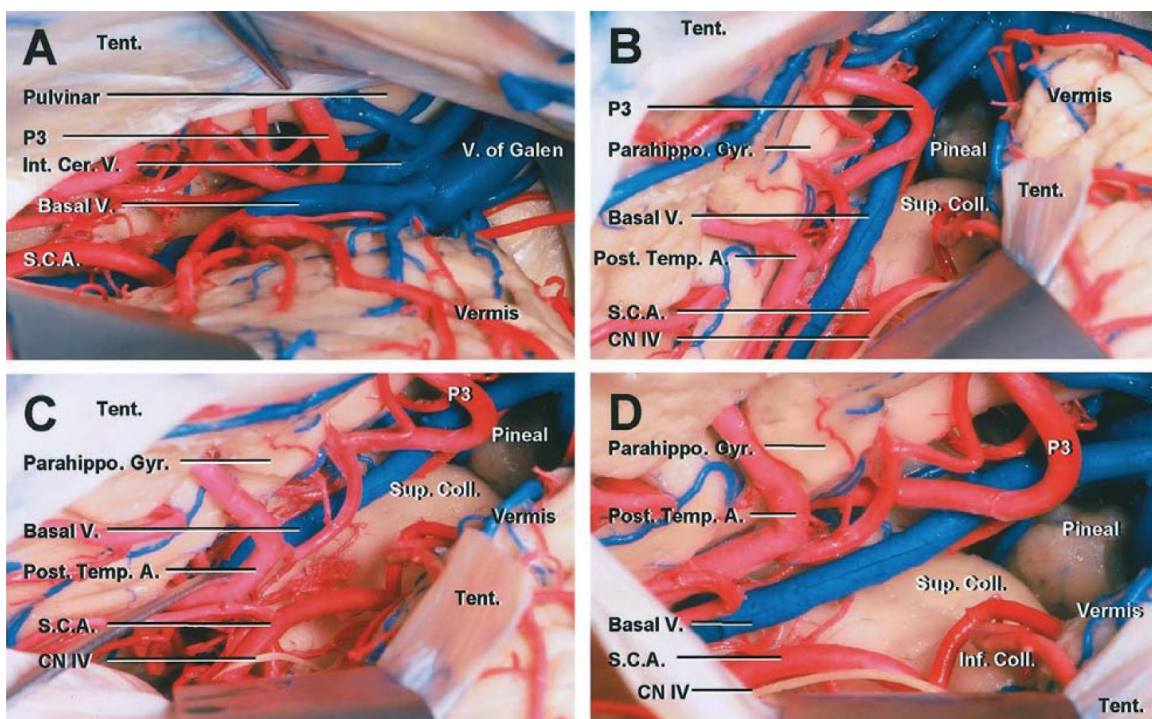 A
Tent.
Pulvinar
P3
Int. Cer. V.
V. of Galen
Basal V.
S.C.A.
Vermis
B
Tent.
Vermis
P3
Parahippo. Gyr.
Pineal
Tent.
Basal V.
Sup. Coll.
Post. Temp. A.
S.C.A.
CN IV
C
Tent.
P3
Pineal
Parahippo. Gyr.
Sup. Coll.
Vermis
Basal V.
Post. Temp. A.
Tent.
S.C.A.
CN IV
D
Parahippo. Gyr.
P3
Post. Temp. A.
Pineal
Sup. Coll.
Vermis
Basal V.
S.C.A.
Inf. Coll.
CN IV
Tent.